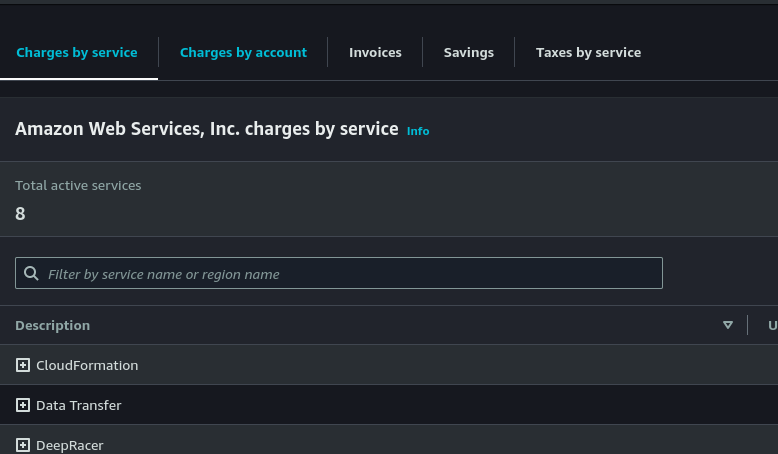 Charges by service Charges by account Invoices Savings Taxes by service
Amazon Web Services, Inc. charges by service Info
Total active services
8
Filter by service name or region name
Description U
CloudFormation
Data Transfer
DeepRacer